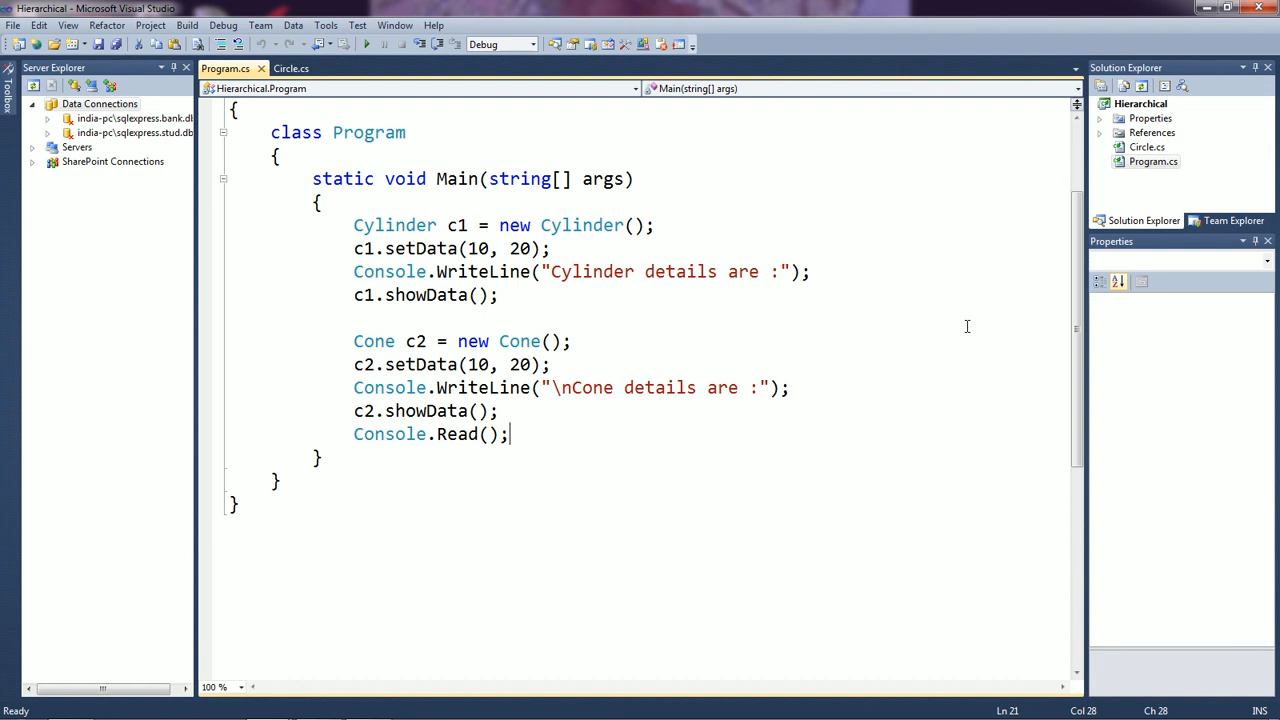 Hierarchical - Microsoft Visual Studio
File Edit View Refactor Project Build Debug Team Data Tools Test Window Help
Debug
Toolbox
Server Explorer
Data Connections
india-pc\sqlexpress.bank.db
india-pc\sqlexpress.stud.db
Servers
SharePoint Connections
Program.cs Circle.cs
Hierarchical.Program Main(string[] args)
{
class Program
{
static void Main(string[] args)
{
Cylinder c1 = new Cylinder();
c1.setData(10, 20);
Console.WriteLine("Cylinder details are :");
c1.showData();
Cone c2 = new Cone();
c2.setData(10, 20);
Console.WriteLine("\nCone details are :");
c2.showData();
Console.Read();
}
}
}
100 %
Solution Explorer
Hierarchical
Properties
References
Circle.cs
Program.cs
Solution Explorer Team Explorer
Properties
Ready Ln 21 Col 28 Ch 28 INS